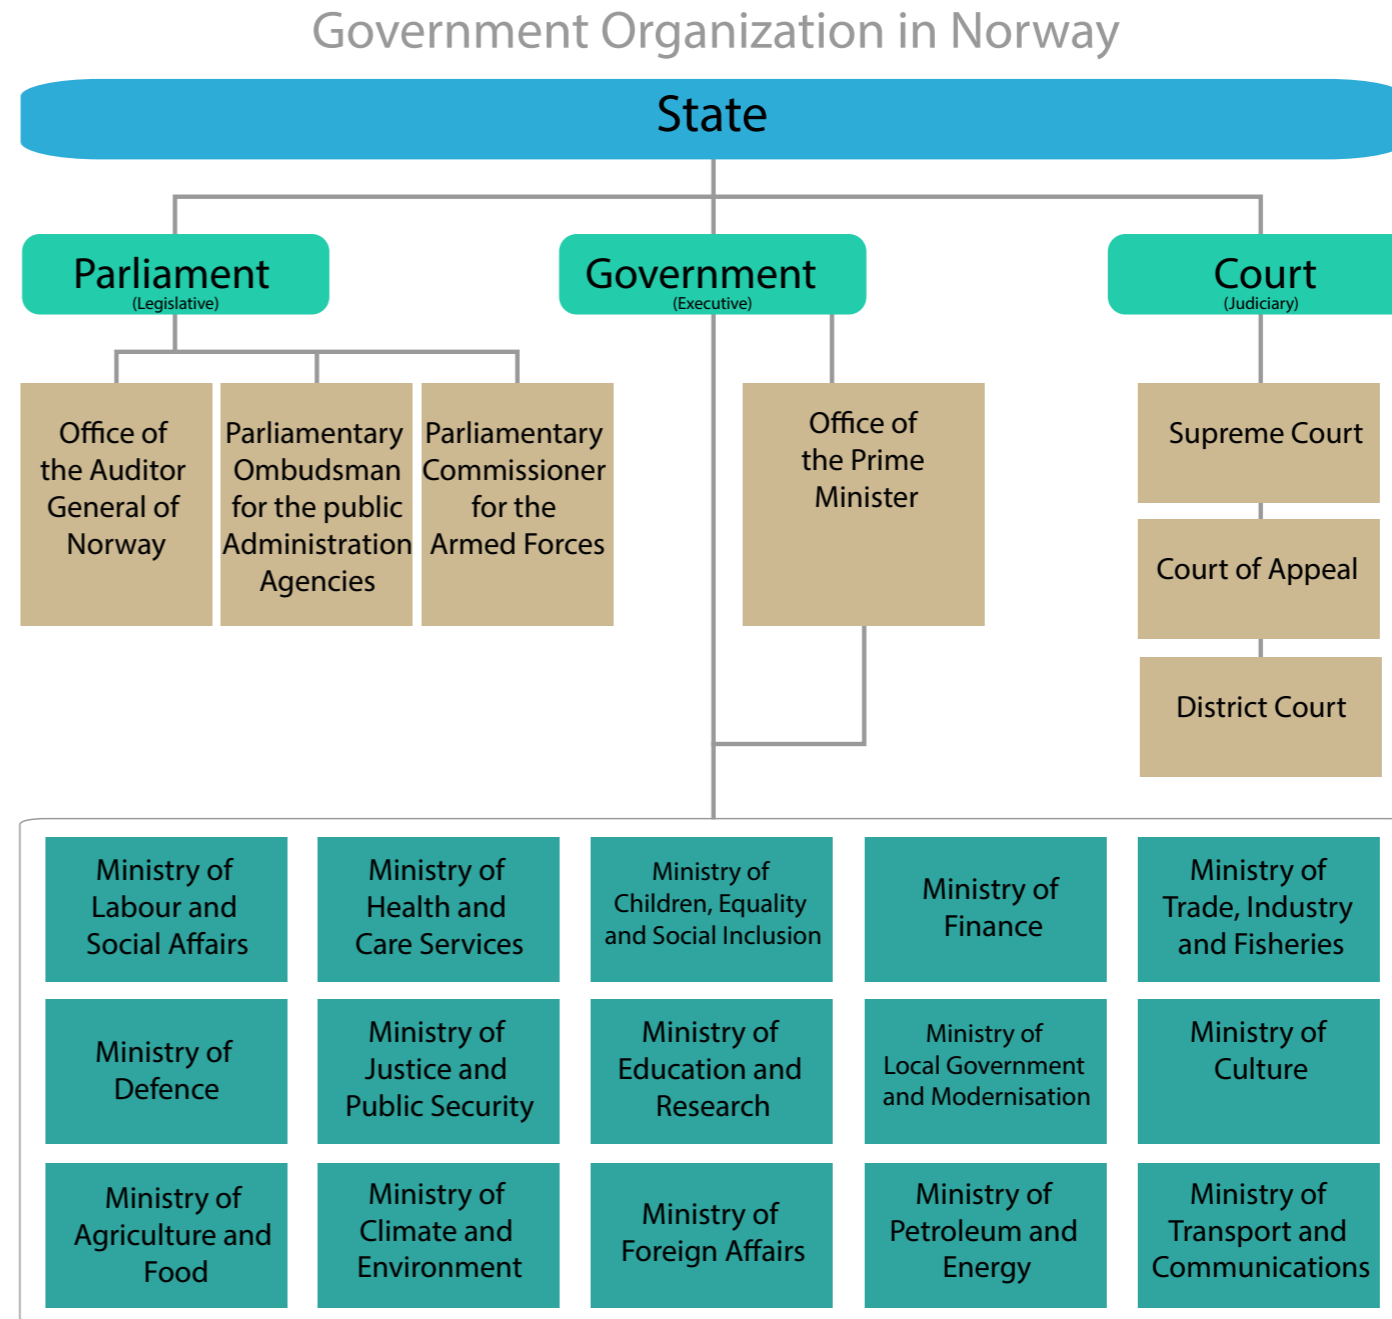 Government Organization in Norway
State
Parliament
(Legislative)
Government
(Executive)
Court
(Judiciary)
Office of
the Auditor
General of
Norway
Parliamentary
Ombudsman
for the public
Administration
Agencies
Parliamentary
Commissioner
for the
Armed Forces
Office of
the Prime
Minister
Supreme Court
Court of Appeal
District Court
Ministry of
Labour and
Social Affairs
Ministry of
Health and
Care Services
Ministry of
Children, Equality
and Social Inclusion
Ministry of
Finance
Ministry of
Trade, Industry
and Fisheries
Ministry of
Defence
Ministry of
Justice and
Public Security
Ministry of
Education and
Research
Ministry of
Local Government
and Modernisation
Ministry of
Culture
Ministry of
Agriculture and
Food
Ministry of
Climate and
Environment
Ministry of
Foreign Affairs
Ministry of
Petroleum and
Energy
Ministry of
Transport and
Communications